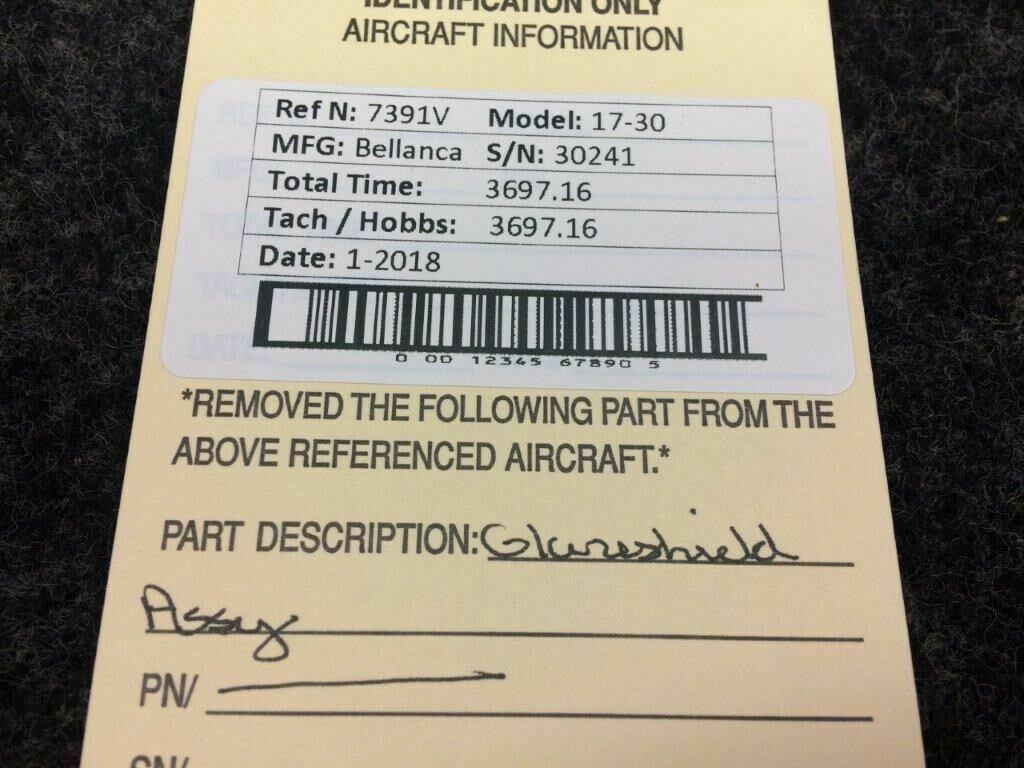 IDENTIFICATION ONLY
AIRCRAFT INFORMATION
Ref N: 7391V Model: 17-30
MFG: Bellanca S/N: 30241
Total Time: 3697.16
Tach / Hobbs: 3697.16
Date: 1-2018
0 00 12345 67890 5
*REMOVED THE FOLLOWING PART FROM THE
ABOVE REFERENCED AIRCRAFT.*
PART DESCRIPTION: Glareshield
Assy
PN/
SN/